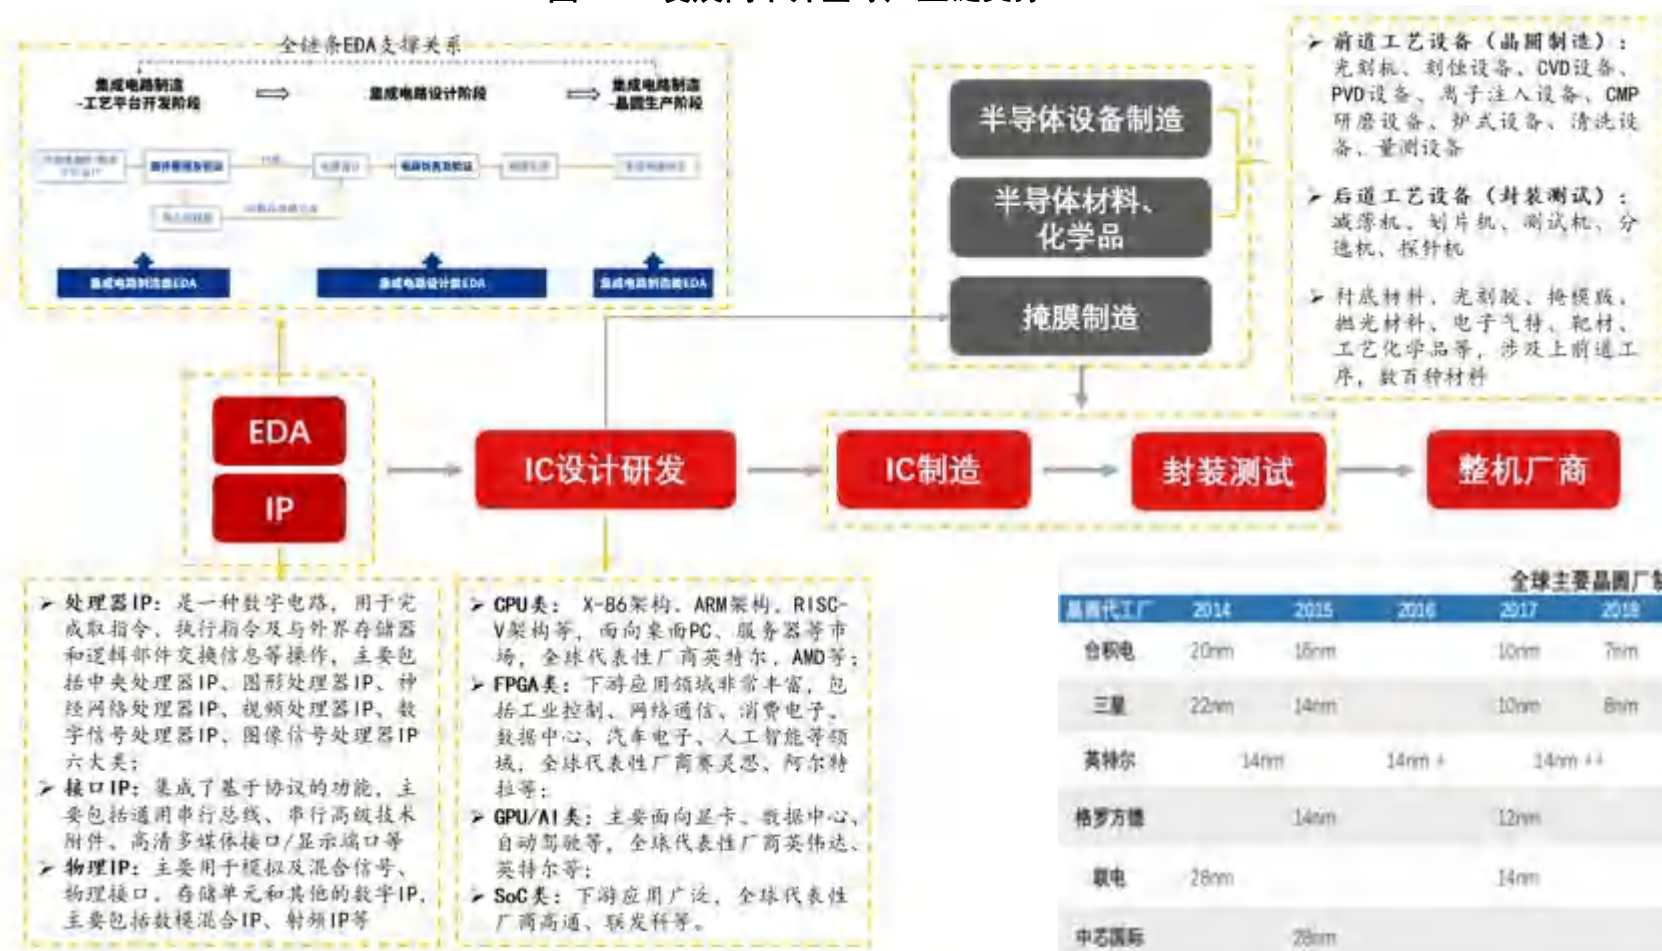 全链条EDA支撑关系
集成电路制造
-工艺平台开发阶段
集成电路设计阶段
集成电路制造
-晶圆生产阶段
集成电路制造类EDA
集成电路设计类EDA
集成电路制造类EDA
半导体设备制造
半导体材料、
化学品
掩膜制造
➢ 前道工艺设备（晶圆制造）：
光刻机、刻蚀设备、CVD设备、
PVD设备、离子注入设备、CMP
研磨设备、炉式设备、清洗设
备、量测设备
➢ 后道工艺设备（封装测试）：
减薄机、划片机、测试机、分
选机、探针机
➢ 衬底材料、光刻胶、掩模版、
抛光材料、电子气特、靶材、
工艺化学品等，涉及上前道工
序，数百种材料
EDA
IP
IC设计研发
IC制造
封装测试
整机厂商
➢ 处理器IP：是一种数字电路，用于完
成取指令、执行指令及与外界存储器
和逻辑部件交换信息等操作，主要包
括中央处理器IP、图形处理器IP、神
经网络处理器IP、视频处理器IP、数
字信号处理器IP、图像信号处理器IP
六大类；
➢ 接口IP：集成了基于协议的功能，主
要包括通用串行总线、串行高级技术
附件、高清多媒体接口/显示端口等
➢ 物理IP：主要用于模拟及混合信号、
物理接口，存储单元和其他的数字IP，
主要包括数模混合IP、射频IP等
➢ CPU类： X-86架构、ARM架构、RISC-
V架构等，面向桌面PC、服务器等市
场，全球代表性厂商英特尔、AMD等；
➢ FPGA类：下游应用领域非常丰富，包
括工业控制、网络通信、消费电子、
数据中心、汽车电子、人工智能等领
域，全球代表性厂商赛灵思、阿尔特
拉等；
➢ GPU/AI类：主要面向显卡、数据中心、
自动驾驶等，全球代表性厂商英伟达、
英特尔等；
➢ SoC类：下游应用广泛，全球代表性
厂商高通、联发科等。
全球主要晶圆厂
晶圆代工厂 2014 2015 2016 2017 2018
台积电 20nm 16nm 10nm 7nm
三星 22nm 14nm 10nm 8nm
英特尔 14nm 14nm + 14nm ++
格罗方德 14nm 12nm
联电 28nm 14nm
中芯国际 28nm